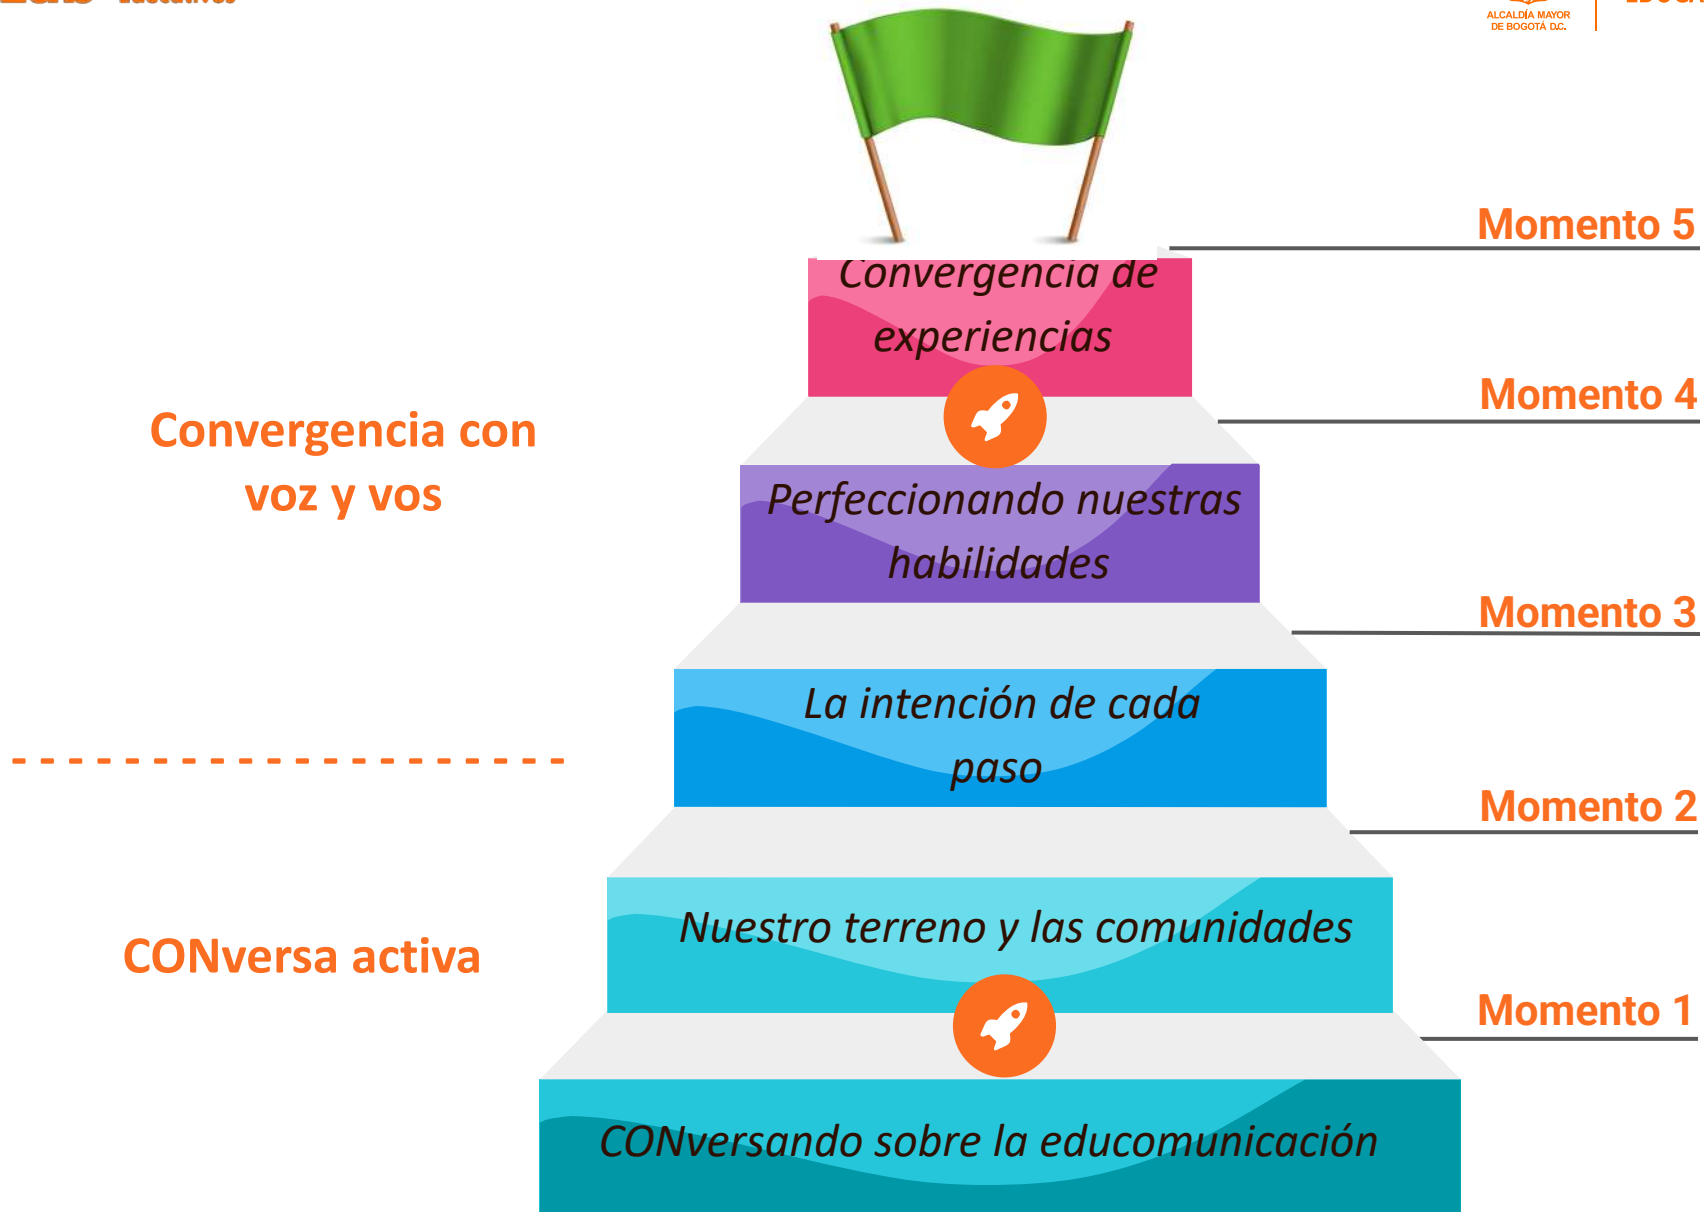 Educativos
ALCALDÍA MAYOR
DE BOGOTÁ D.C.
Momento 5
Convergencia de
experiencias
Momento 4
Convergencia con
voz y vos
Perfeccionando nuestras
habilidades
Momento 3
La intención de cada
paso
Momento 2
Nuestro terreno y las comunidades
CONversa activa
Momento 1
CONversando sobre la educomunicación